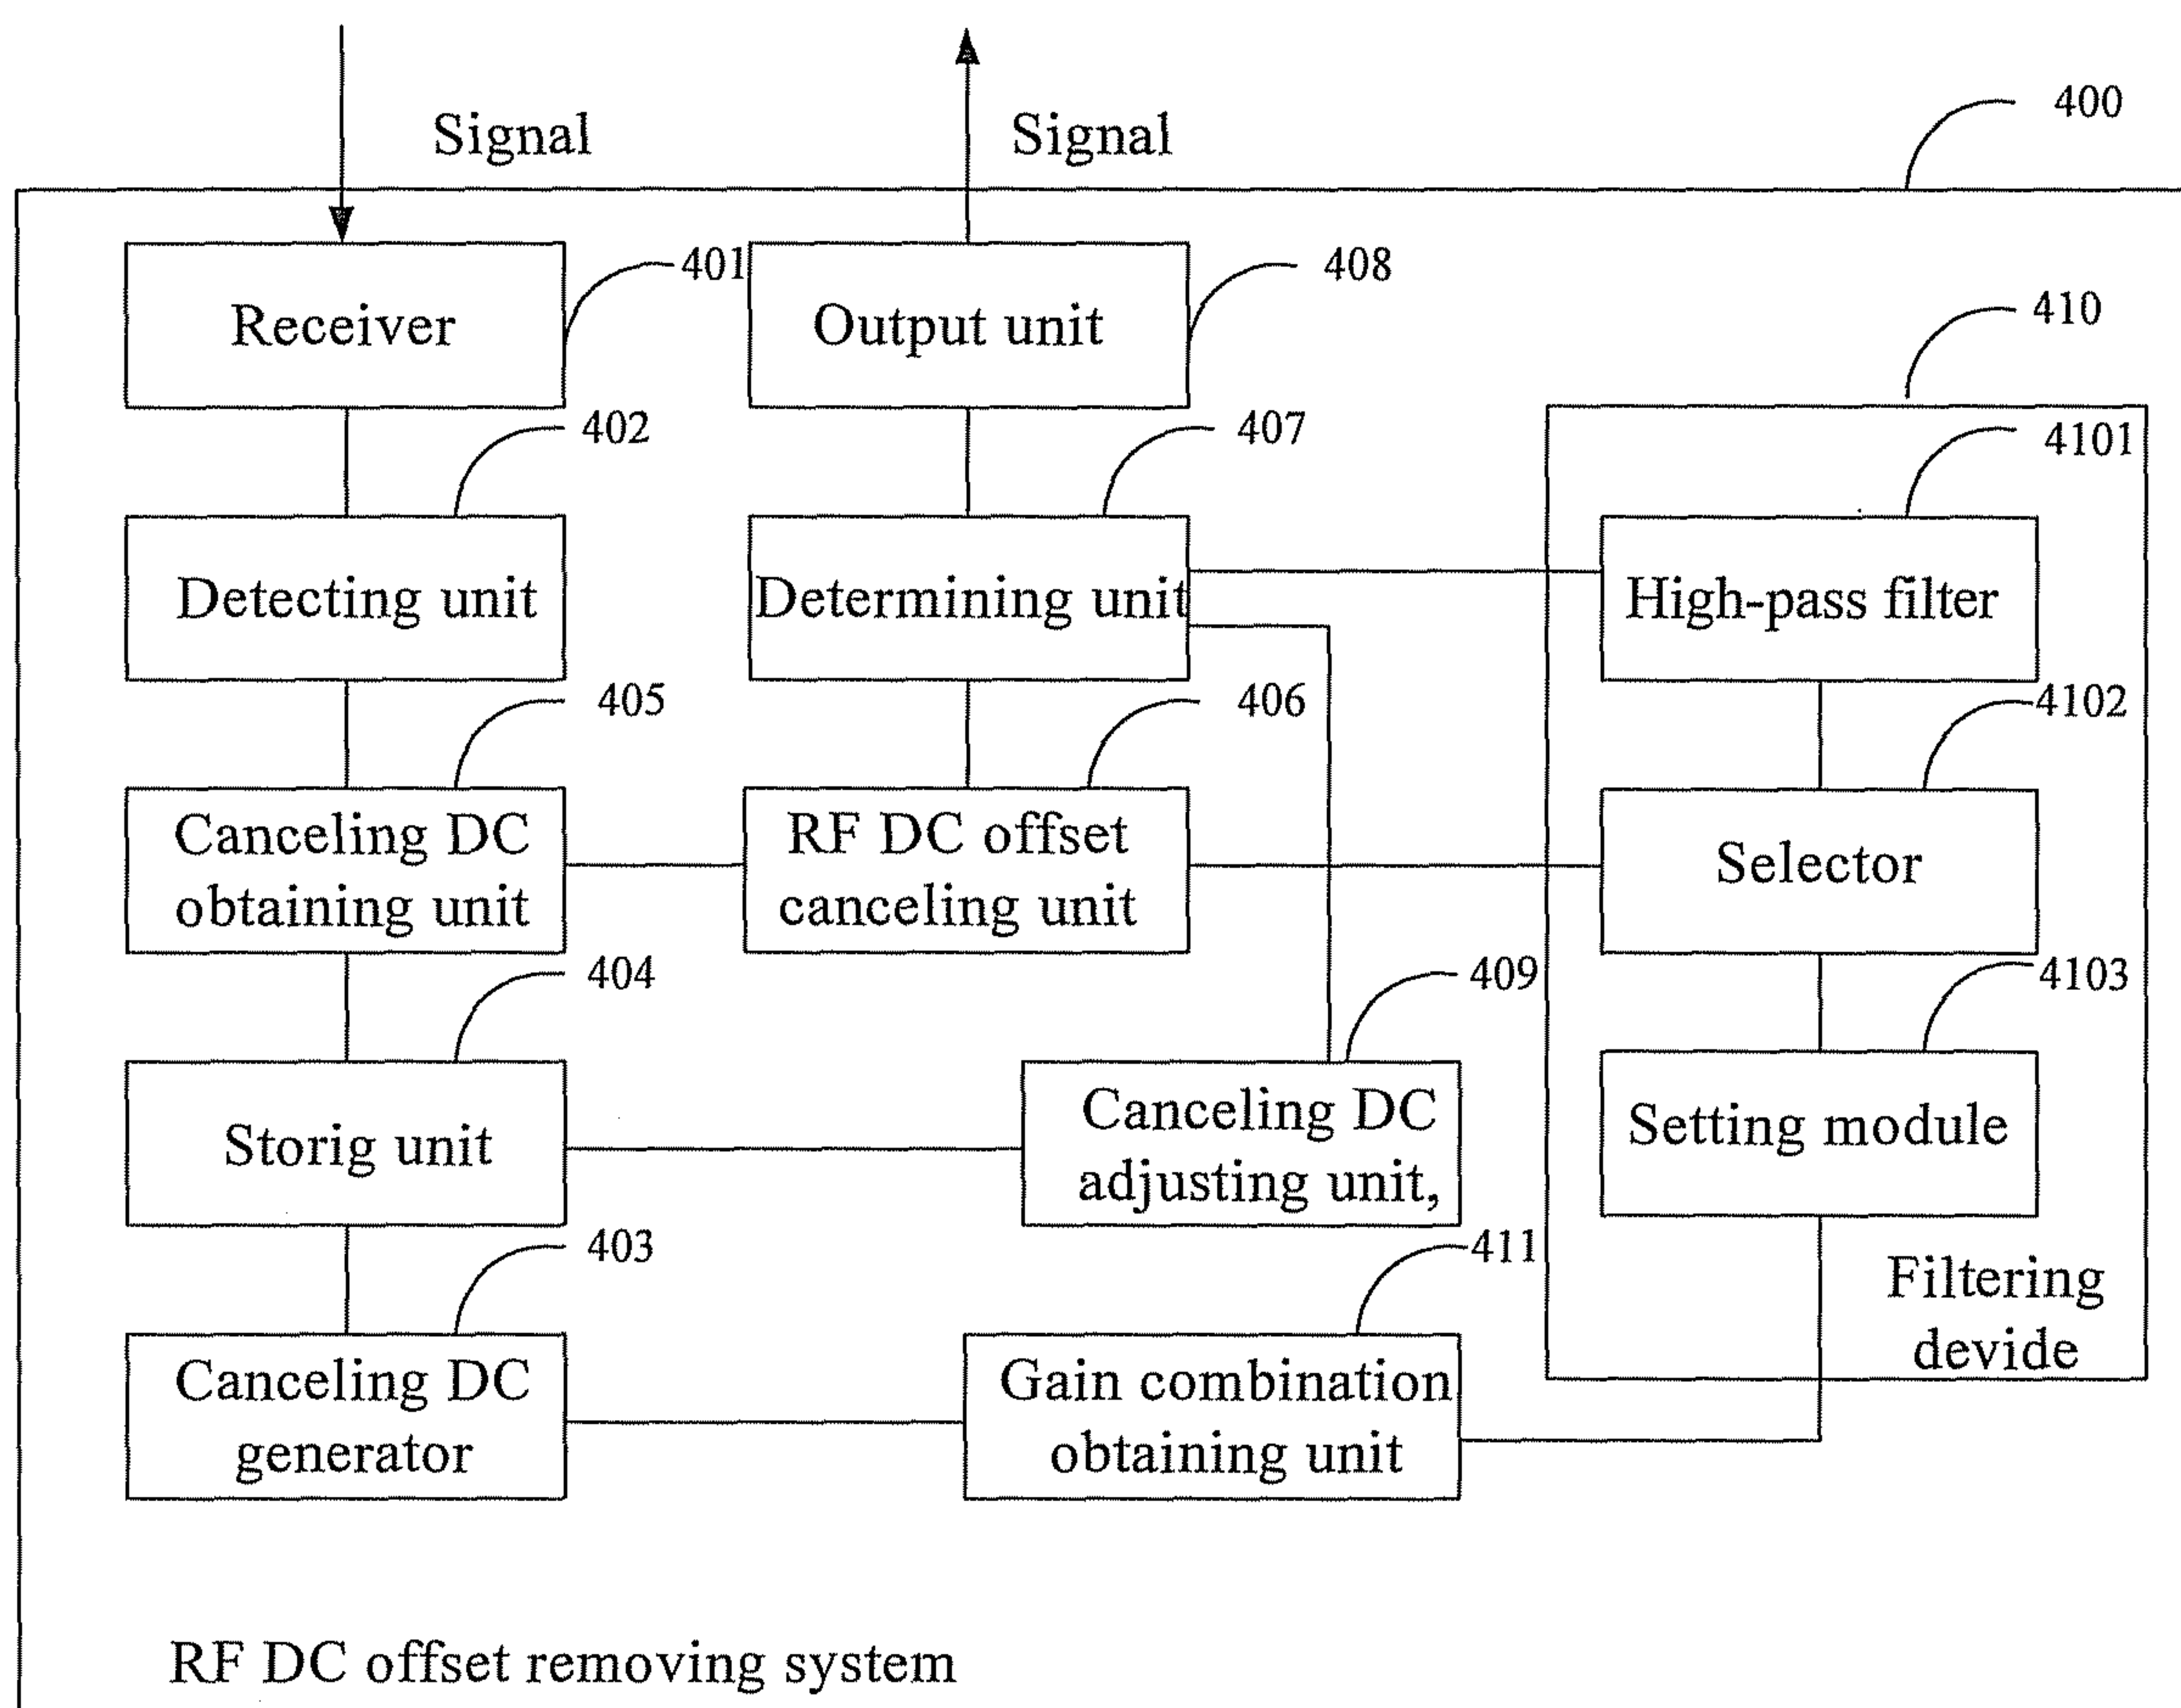 Signal
Signal
400
Receiver
401
Output unit
408
410
402
407
4101
Detecting unit
Determining unit
High-pass filter
405
406
4102
Canceling DC
obtaining unit
RF DC offset
canceling unit
Selector
404
409
4103
Storig unit
Canceling DC
adjusting unit,
Setting module
403
411
Filtering
devide
Canceling DC
generator
Gain combination
obtaining unit
RF DC offset removing system